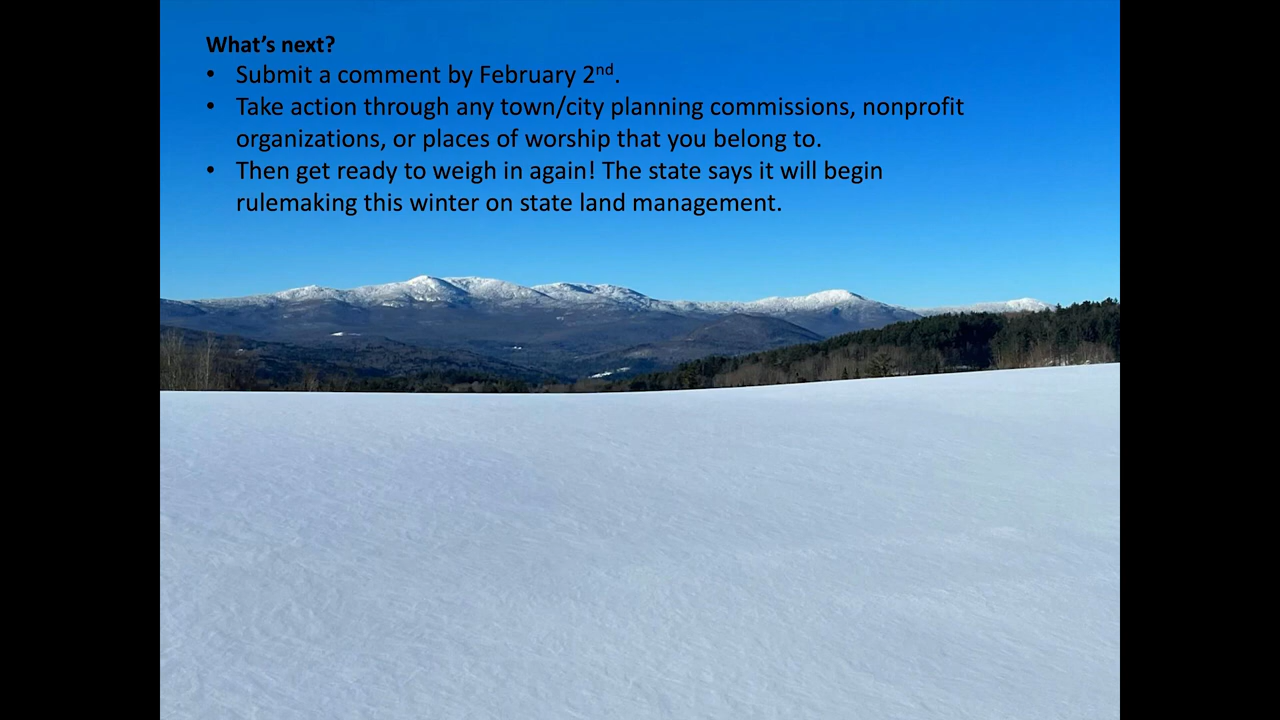 What’s next?
• Submit a comment by February 2nd.
• Take action through any town/city planning commissions, nonprofit
organizations, or places of worship that you belong to.
• Then get ready to weigh in again! The state says it will begin
rulemaking this winter on state land management.